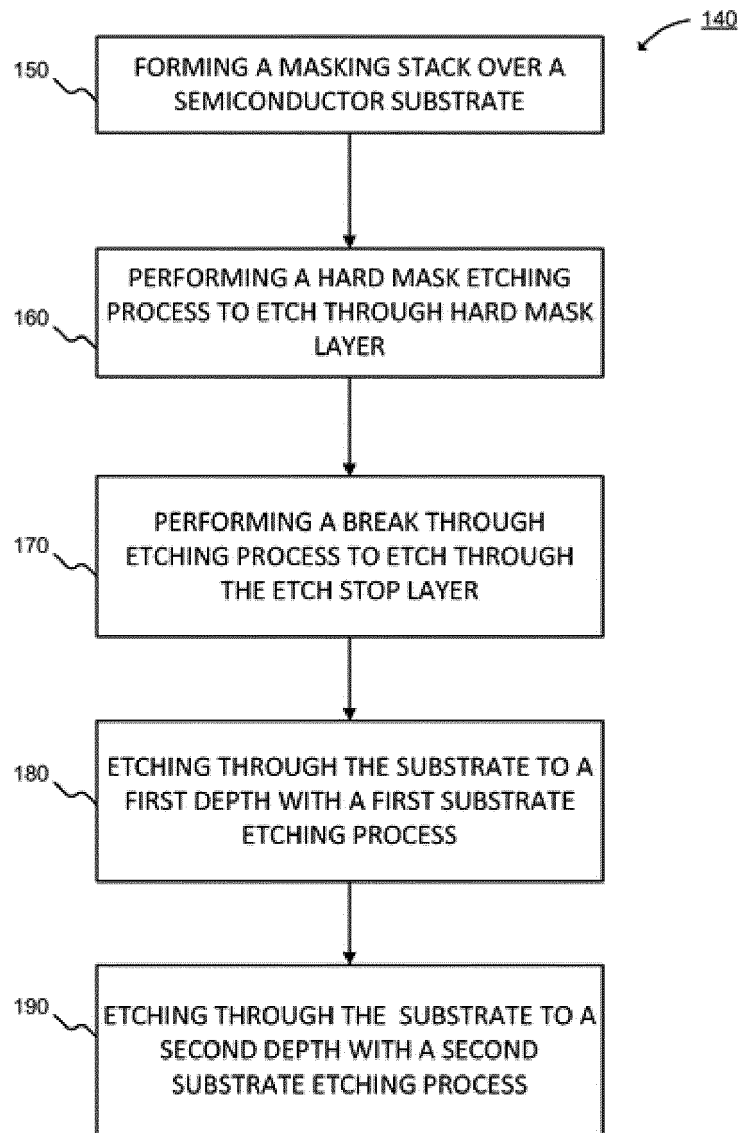 140
150
FORMING A MASKING STACK OVER A
SEMICONDUCTOR SUBSTRATE
160
PERFORMING A HARD MASK ETCHING
PROCESS TO ETCH THROUGH HARD MASK
LAYER
170
PERFORMING A BREAK THROUGH
ETCHING PROCESS TO ETCH THROUGH
THE ETCH STOP LAYER
180
ETCHING THROUGH THE SUBSTRATE TO A
FIRST DEPTH WITH A FIRST SUBSTRATE
ETCHING PROCESS
190
ETCHING THROUGH THE SUBSTRATE TO A
SECOND DEPTH WITH A SECOND
SUBSTRATE ETCHING PROCESS